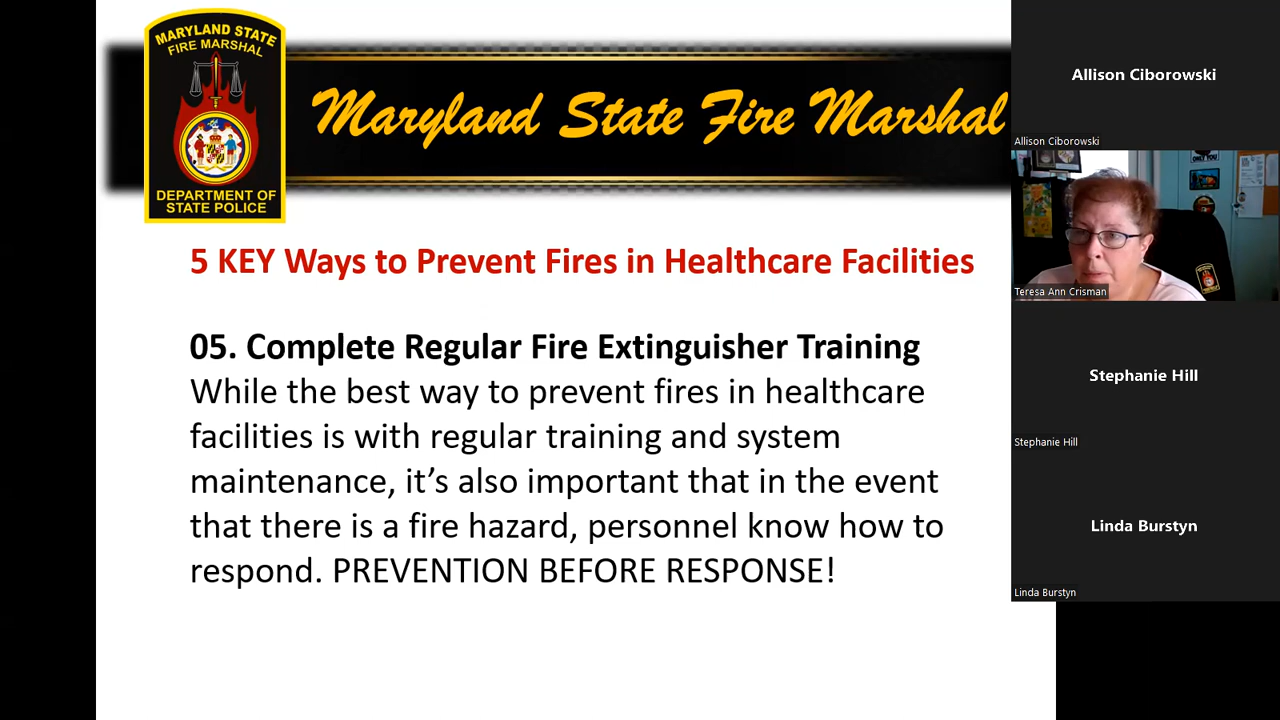 MARYLAND STATE
FIRE MARSHAL
DEPARTMENT OF
STATE POLICE
Maryland State Fire Marshal
5 KEY Ways to Prevent Fires in Healthcare Facilities
05. Complete Regular Fire Extinguisher Training
While the best way to prevent fires in healthcare
facilities is with regular training and system
maintenance, it’s also important that in the event
that there is a fire hazard, personnel know how to
respond. PREVENTION BEFORE RESPONSE!
Allison Ciborowski
Allison Ciborowski
ONLY YOU
Teresa Ann Crisman
Stephanie Hill
Stephanie Hill
Linda Burstyn
Linda Burstyn